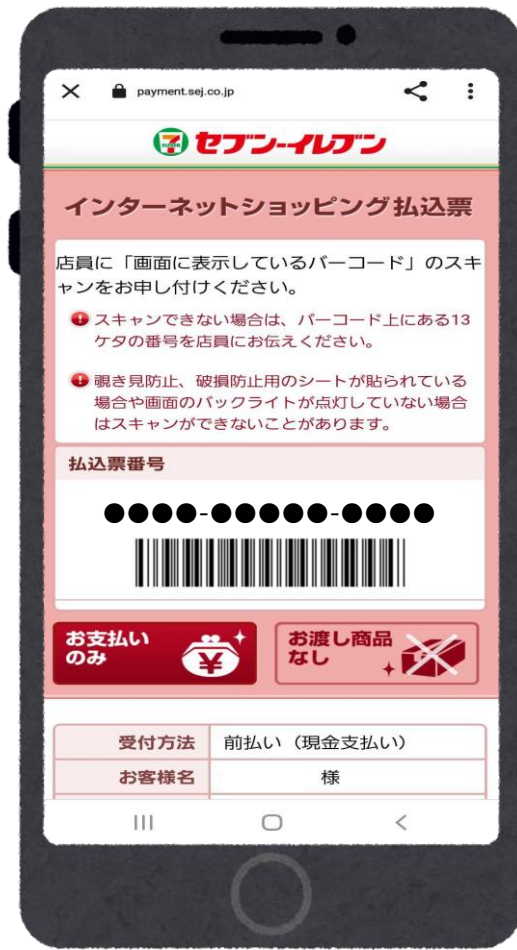 payment.sej.co.jp
セブン-イレブン
インターネットショッピング払込票
店員に「画面に表示しているバーコード」のスキ
ャンをお申し付けください。
スキャンできない場合は、バーコード上にある13
ケタの番号を店員にお伝えください。
覗き見防止、破損防止用のシートが貼られている
場合や画面のバックライトが点灯していない場合
はスキャンができないことがあります。
払込票番号
●●●●-●●●●●-●●●●
お支払い
のみ
お渡し商品
なし
受付方法 前払い（現金支払い）
お客様名 様